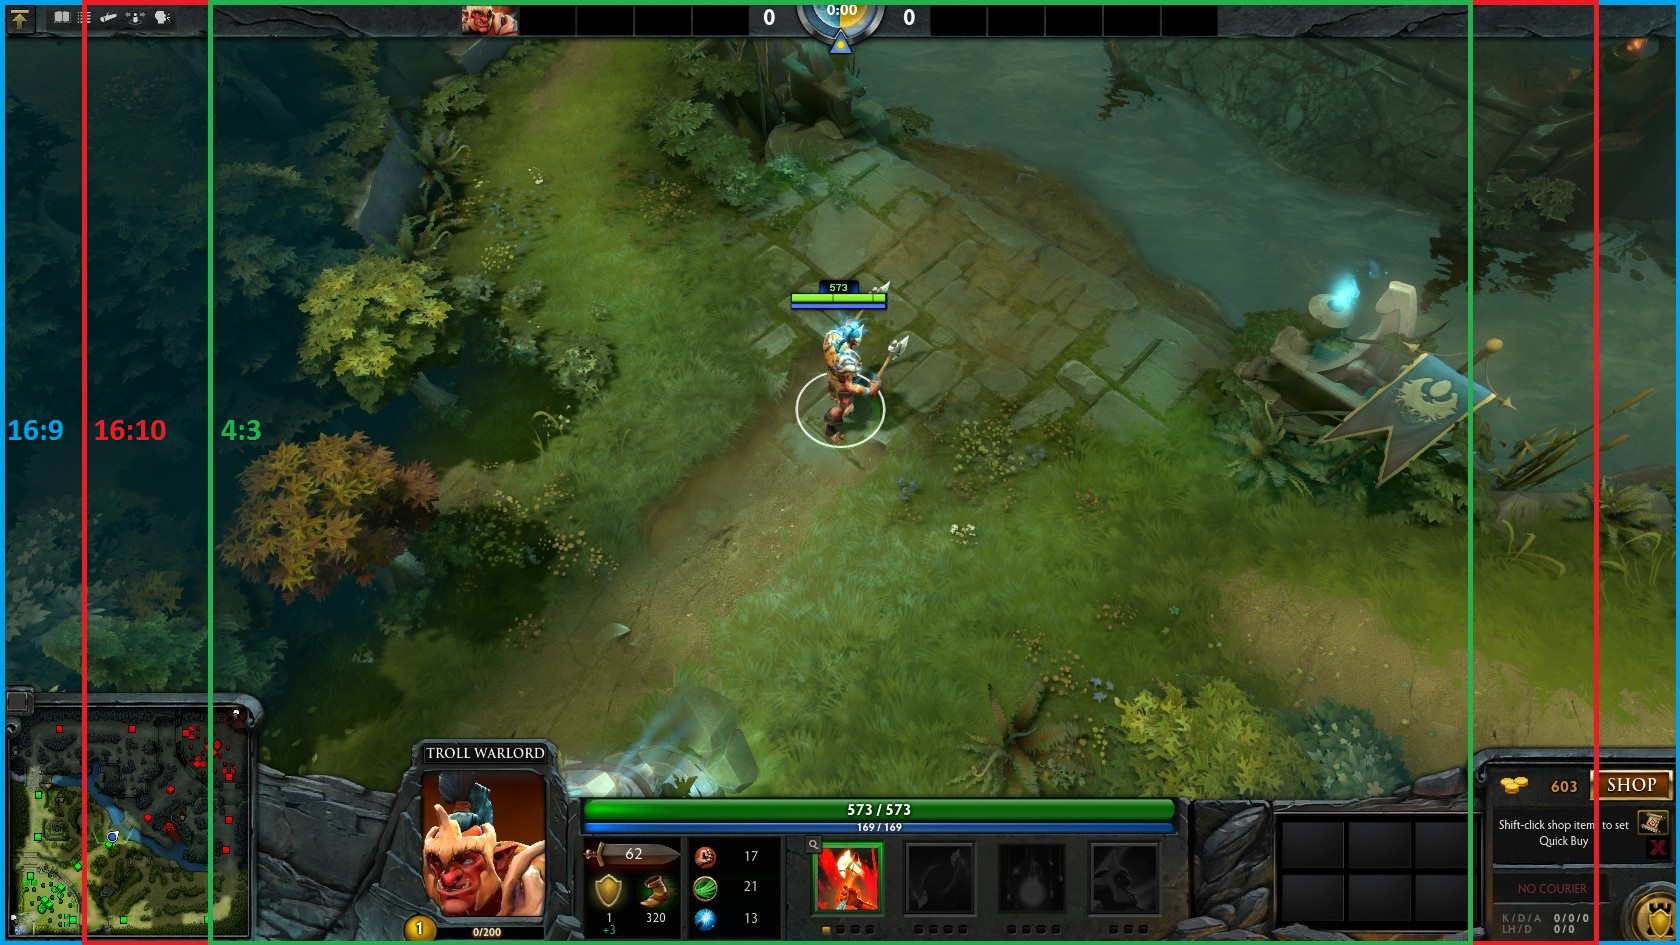 0
0:00
0
573
16:9
16:10
4:3
TROLL WARLORD
573 / 573
169 / 169
62
17
21
1
320
13
+3
1
0/200
603
SHOP
Shift-click shop items to set
Quick Buy
NO COURIER
K / D / A 0/ 0/ 0
LH / D 0/ 0